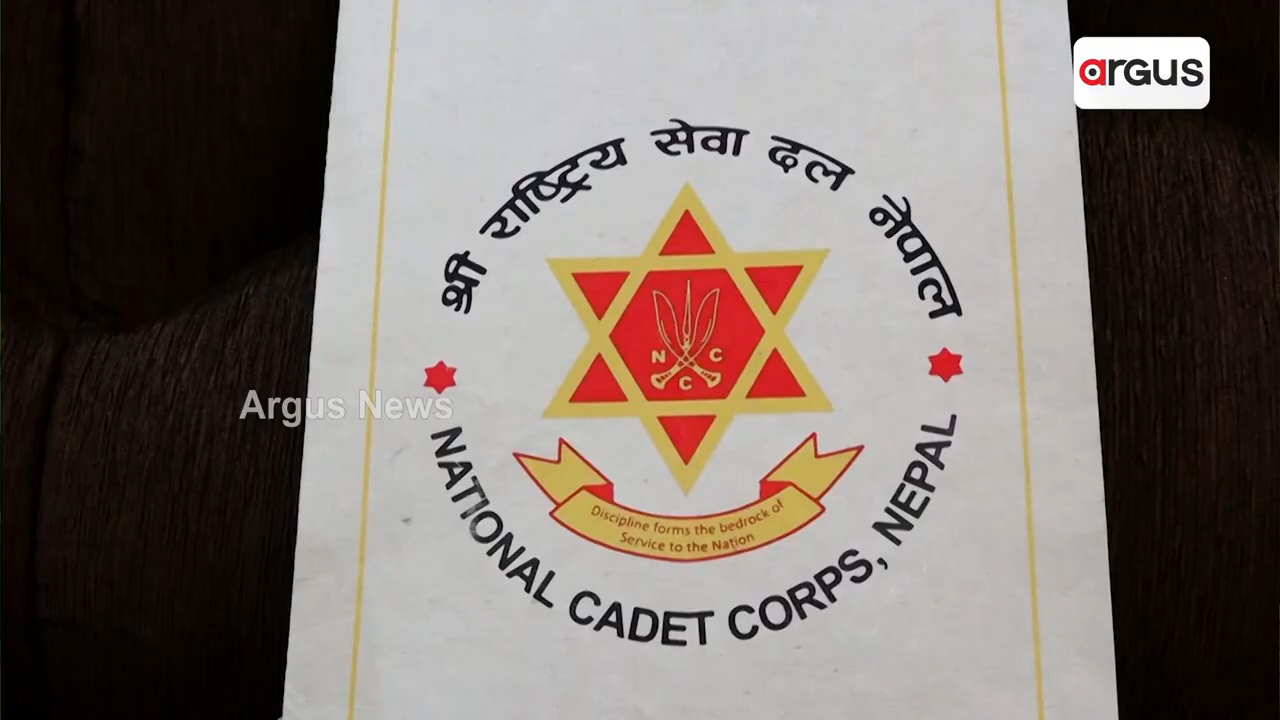 argus
श्री राष्ट्रिय सेवा दल नेपाल
N C
C
Argus News
Discipline forms the bedrock of
Service to the Nation
NATIONAL CADET CORPS, NEPAL